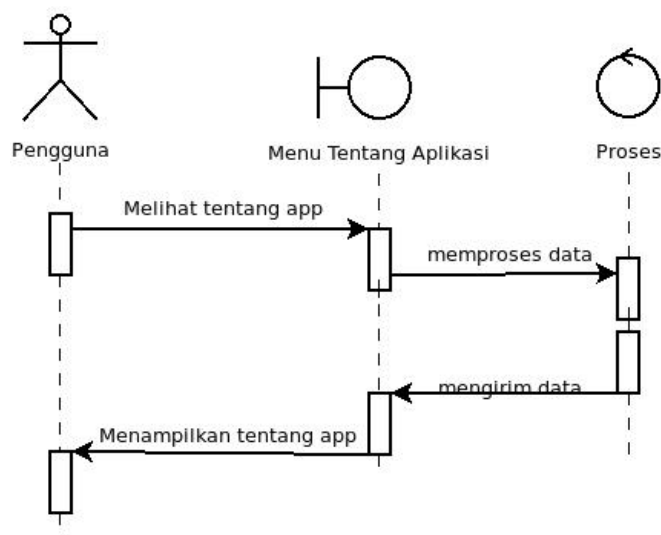 Pengguna
Menu Tentang Aplikasi
Proses
Melihat tentang app
memproses data
mengirim data
Menampilkan tentang app